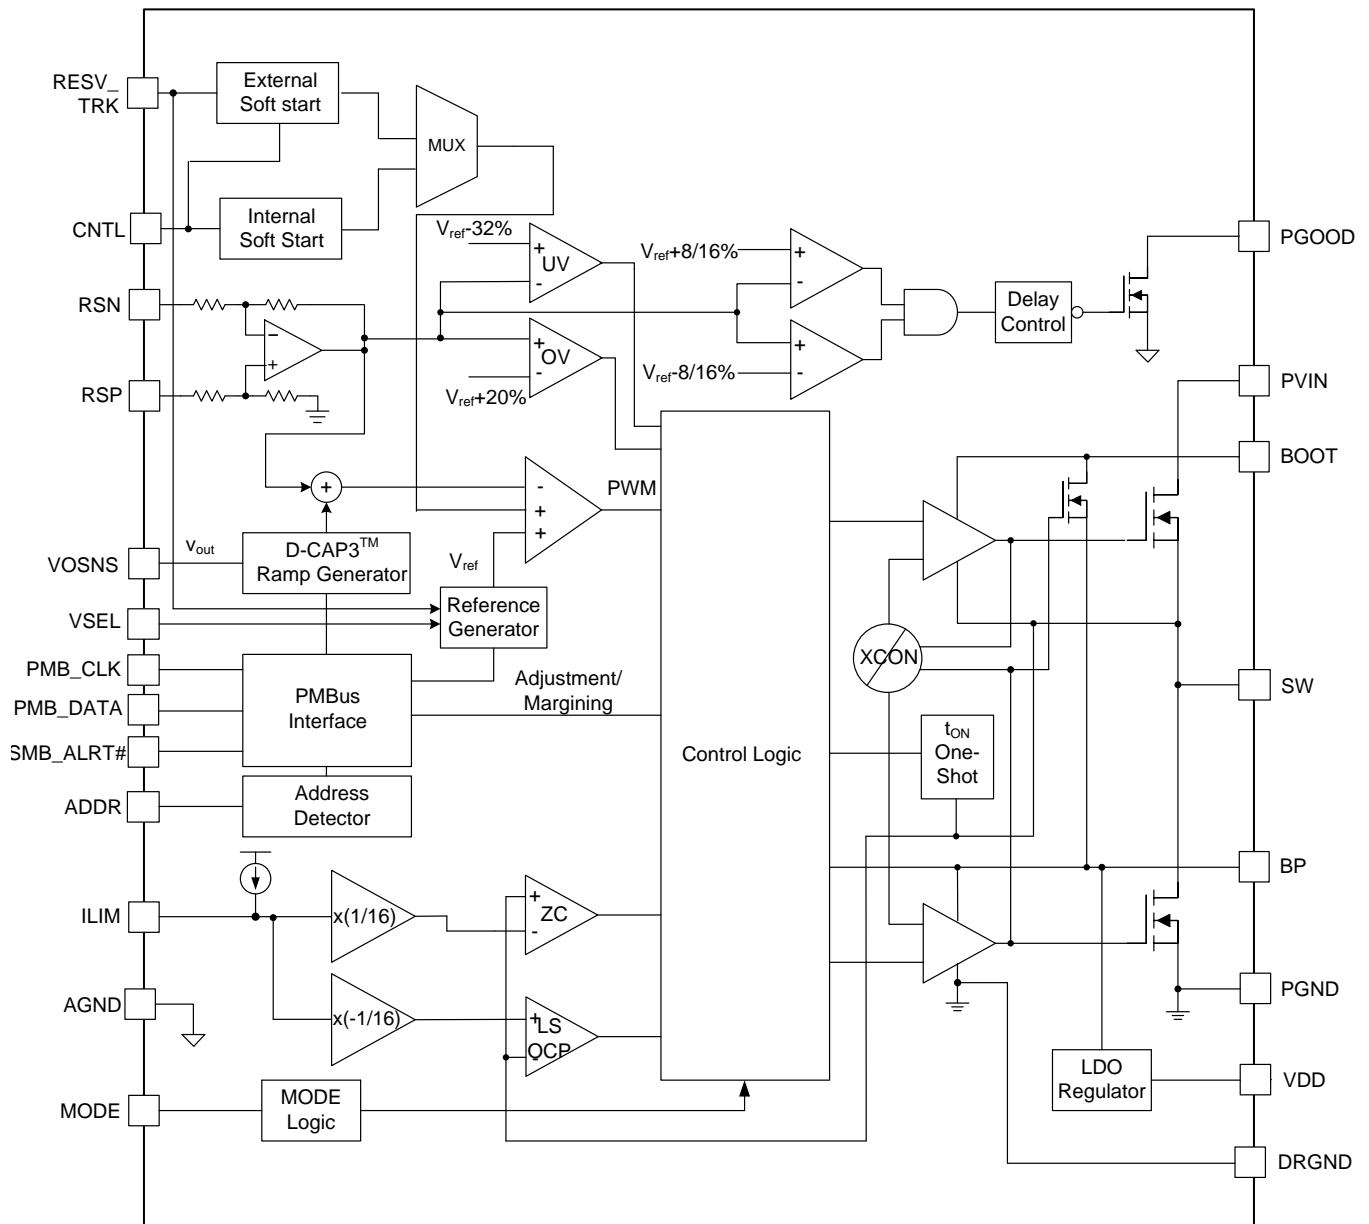 RESV_
TRK
External
Soft start
MUX
CNTL
Internal
Soft Start
Vref-32%
+
UV
-
Vref+8/16%
+
-
PGOOD
Delay
Control
RSN
-
+
RSP
+
OV
-
Vref+20%
+
Vref-8/16%
-
PVIN
BOOT
+
-
+
+
PWM
VOSNS
vout
D-CAP3TM
Ramp Generator
Vref
VSEL
Reference
Generator
PMB_CLK
PMB_DATA
SMB_ALRT#
PMBus
Interface
Adjustment/
Margining
XCON
SW
Control Logic
tON
One-
Shot
ADDR
Address
Detector
BP
ILIM
x(1/16)
+
ZC
-
AGND
x(-1/16)
+
LS
OCP
-
PGND
LDO
Regulator
VDD
MODE
MODE
Logic
DRGND